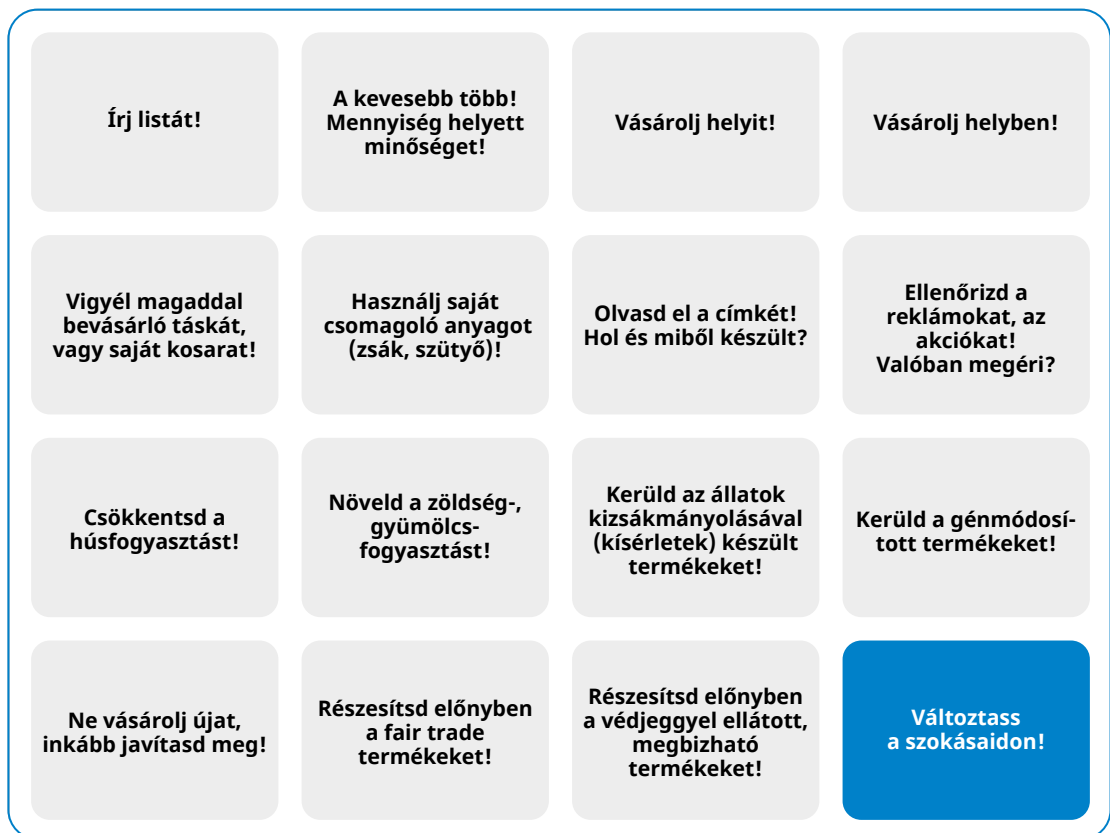 Írj listát!
A kevesebb több!
Mennyiség helyett
minőséget!
Vásárolj helyit!
Vásárolj helyben!
Vigyél magaddal
bevásárló táskát,
vagy saját kosarat!
Használj saját
csomagoló anyagot
(zsák, szütyő)!
Olvasd el a címkét!
Hol és miből készült?
Ellenőrizd a
reklámokat, az
akciókat!
Valóban megéri?
Csökkentsd a
húsfogyasztást!
Növeld a zöldség-,
gyümölcs-
fogyasztást!
Kerüld az állatok
kizsákmányolásával
(kísérletek) készült
termékeket!
Kerüld a génmódosí-
tott termékeket!
Ne vásárolj újat,
inkább javítasd meg!
Részesítsd előnyben
a fair trade
termékeket!
Részesítsd előnyben
a védjeggyel ellátott,
megbizható
termékeket!
Változtass
a szokásaidon!